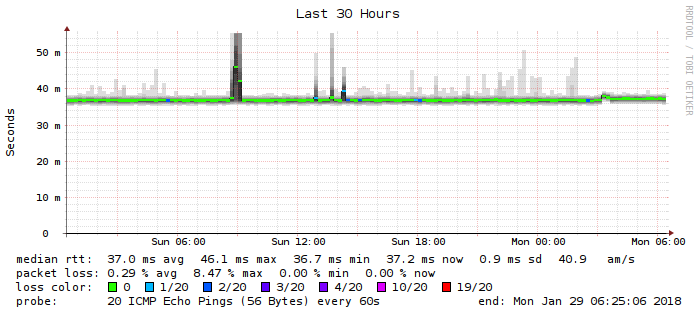 Last 30 Hours
RRDTOOL / TOBI OETIKER
Seconds
50 m
40 m
30 m
20 m
10 m
0
Sun 06:00 Sun 12:00 Sun 18:00 Mon 00:00 Mon 06:00
median rtt: 37.0 ms avg 46.1 ms max 36.7 ms min 37.2 ms now 0.9 ms sd 40.9 am/s
packet loss: 0.29 % avg 8.47 % max 0.00 % min 0.00 % now
loss color: 0 1/20 2/20 3/20 4/20 10/20 19/20
probe: 20 ICMP Echo Pings (56 Bytes) every 60s end: Mon Jan 29 06:25:06 2018